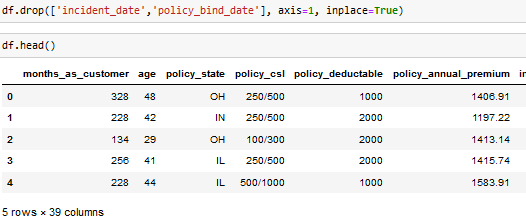 df.drop(['incident_date','policy_bind_date'], axis=1, inplace=True)
df.head()
months_as_customer age policy_state policy_csl policy_deductable policy_annual_premium
0 328 48 OH 250/500 1000 1406.91
1 228 42 IN 250/500 2000 1197.22
2 134 29 OH 100/300 2000 1413.14
3 256 41 IL 250/500 2000 1415.74
4 228 44 IL 500/1000 1000 1583.91
5 rows × 39 columns